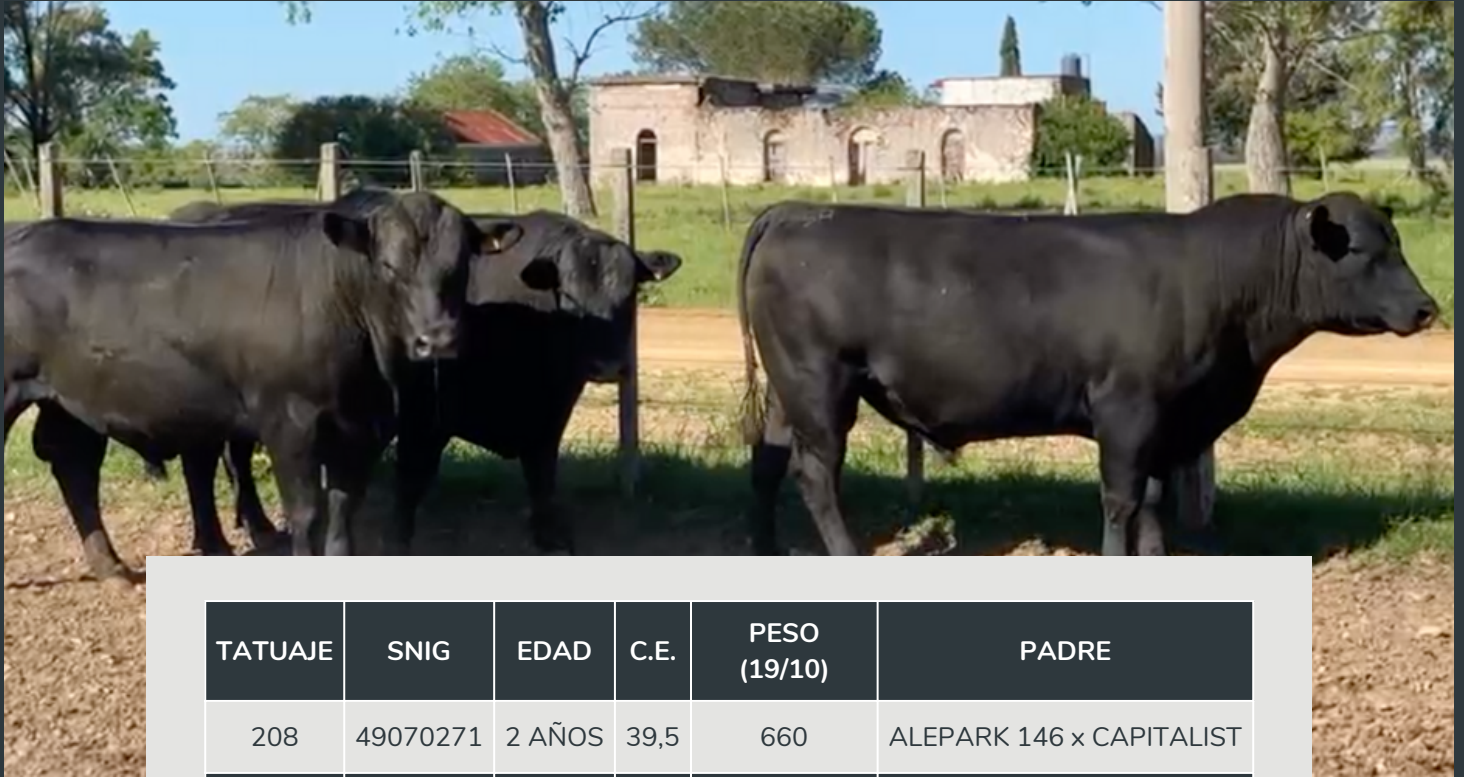 TATUAJE SNIG EDAD C.E. PESO (19/10) PADRE
208 49070271 2 AÑOS 39,5 660 ALEPARK 146 x CAPITALIST